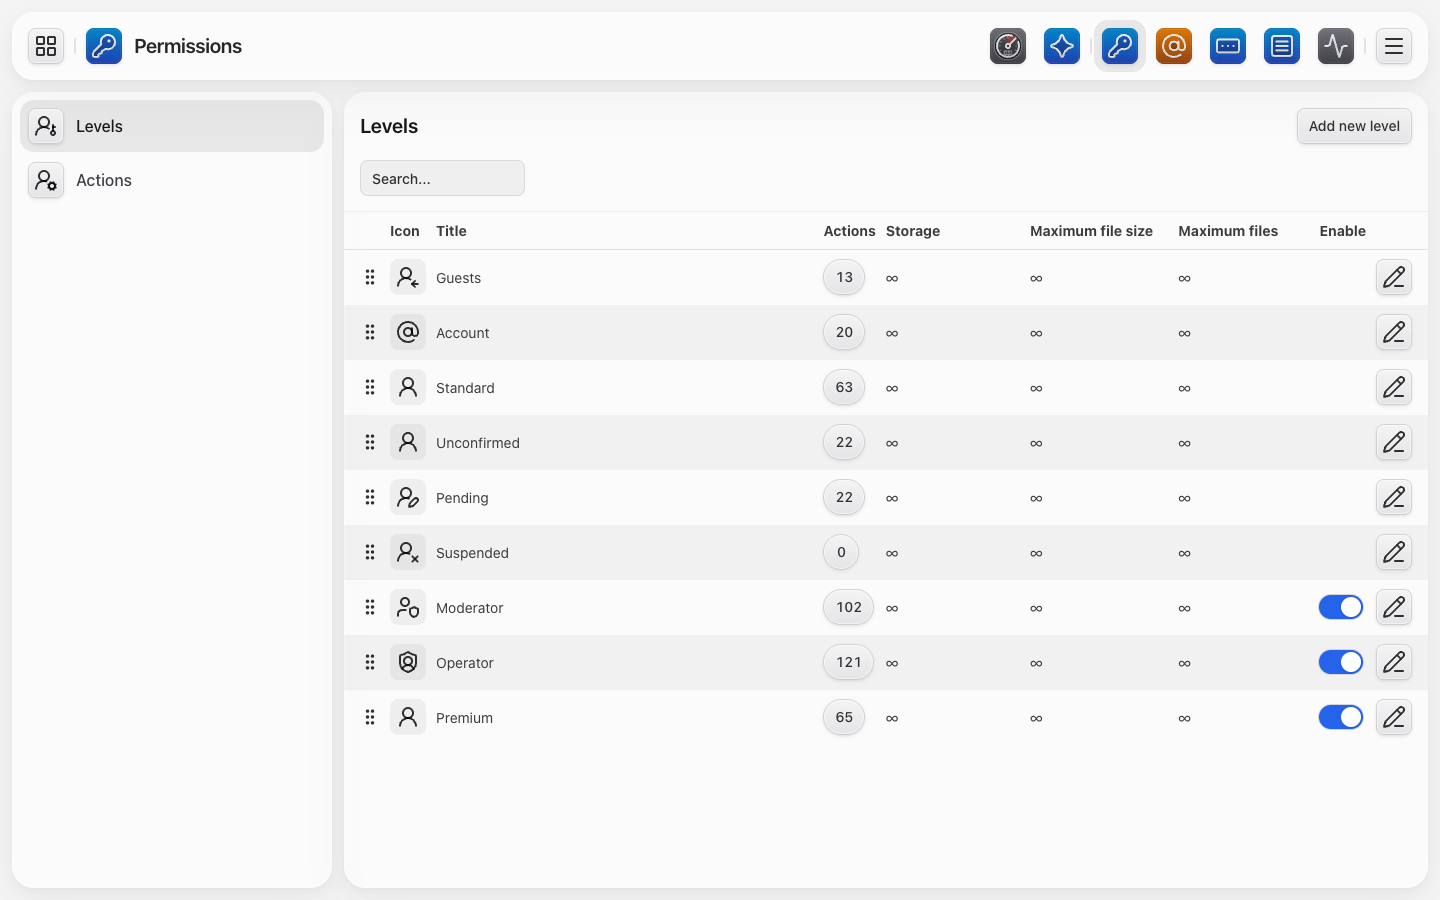 Permissions
Levels
Actions
Levels
Add new level
Search...
Icon Title Actions Storage Maximum file size Maximum files Enable
Guests 13 ∞ ∞ ∞
Account 20 ∞ ∞ ∞
Standard 63 ∞ ∞ ∞
Unconfirmed 22 ∞ ∞ ∞
Pending 22 ∞ ∞ ∞
Suspended 0 ∞ ∞ ∞
Moderator 102 ∞ ∞ ∞
Operator 121 ∞ ∞ ∞
Premium 65 ∞ ∞ ∞